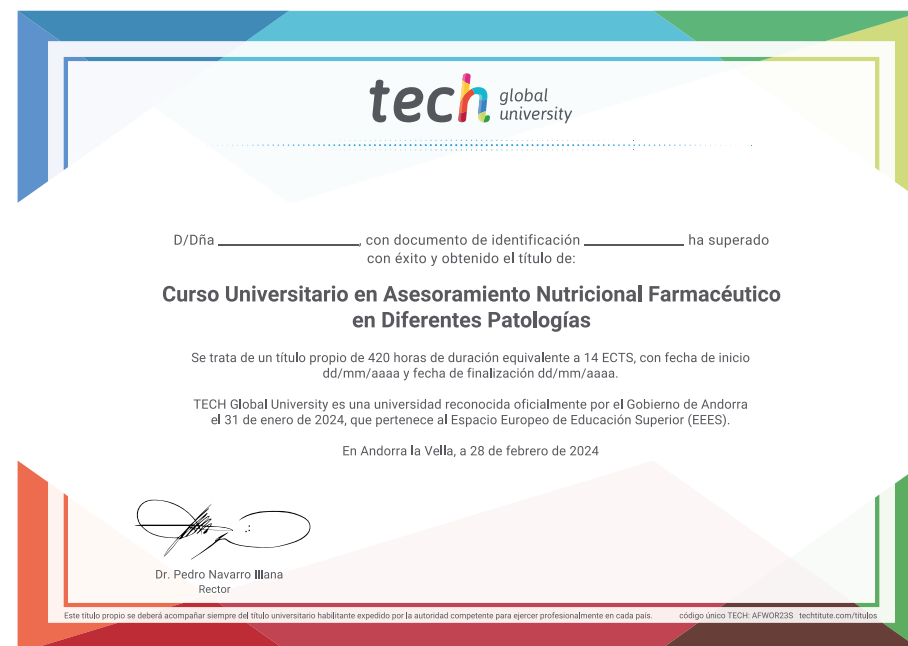 tech global university
D/Dña ____________________, con documento de identificación ______________ ha superado
con éxito y obtenido el título de:
Curso Universitario en Asesoramiento Nutricional Farmacéutico
en Diferentes Patologías
Se trata de un título propio de 420 horas de duración equivalente a 14 ECTS, con fecha de inicio
dd/mm/aaaa y fecha de finalización dd/mm/aaaa.
TECH Global University es una universidad reconocida oficialmente por el Gobierno de Andorra
el 31 de enero de 2024, que pertenece al Espacio Europeo de Educación Superior (EEES).
En Andorra la Vella, a 28 de febrero de 2024
Dr. Pedro Navarro Illana
Rector
Este título propio se deberá acompañar siempre del título universitario habilitante expedido por la autoridad competente para ejercer profesionalmente en cada país. código único TECH: AFWOR23S techtitute.com/titulos